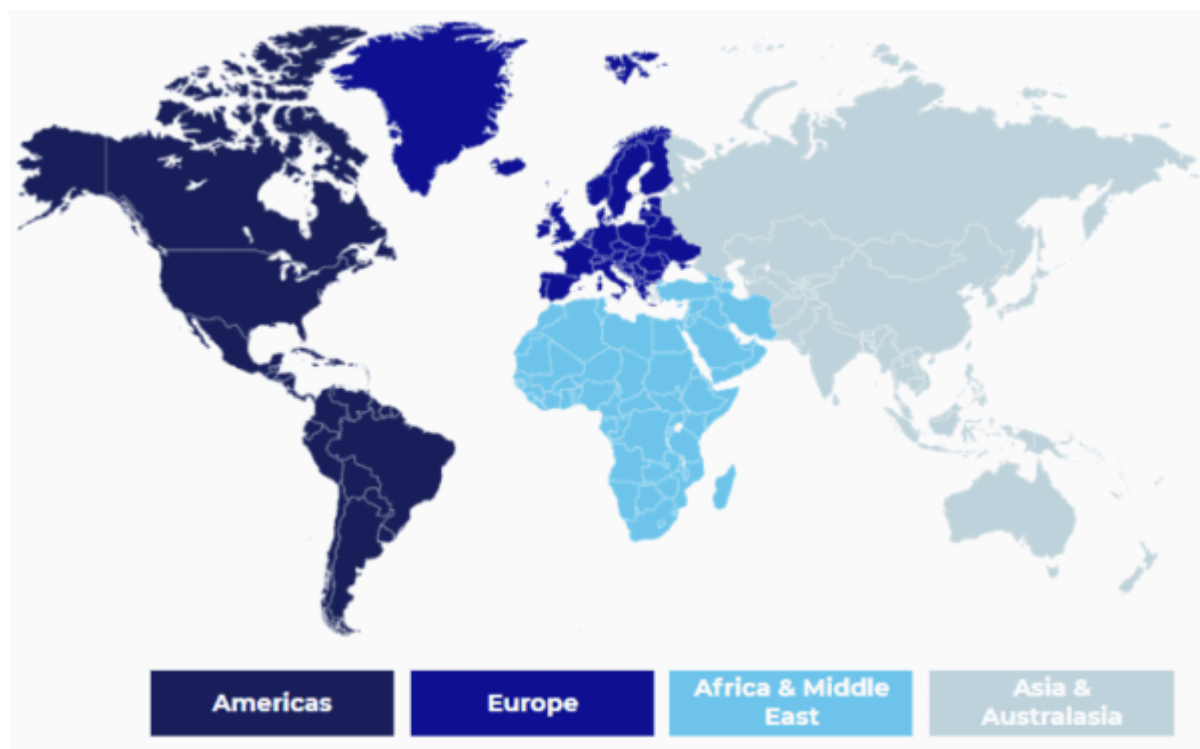 Americas
Europe
Africa & Middle
East
Asia &
Australasia